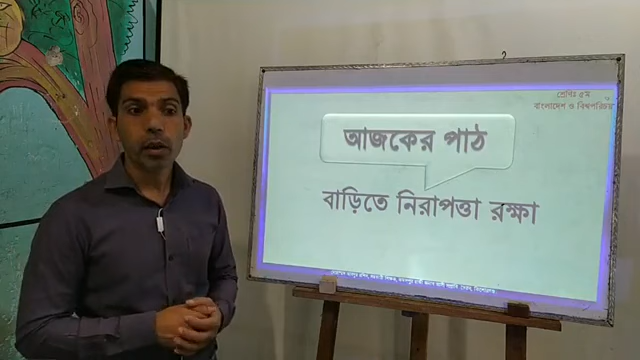 শ্রেণিঃ ৫ম
বাংলাদেশ ও বিশ্বপরিচয়
আজকের পাঠ
বাড়িতে নিরাপত্তা রক্ষা